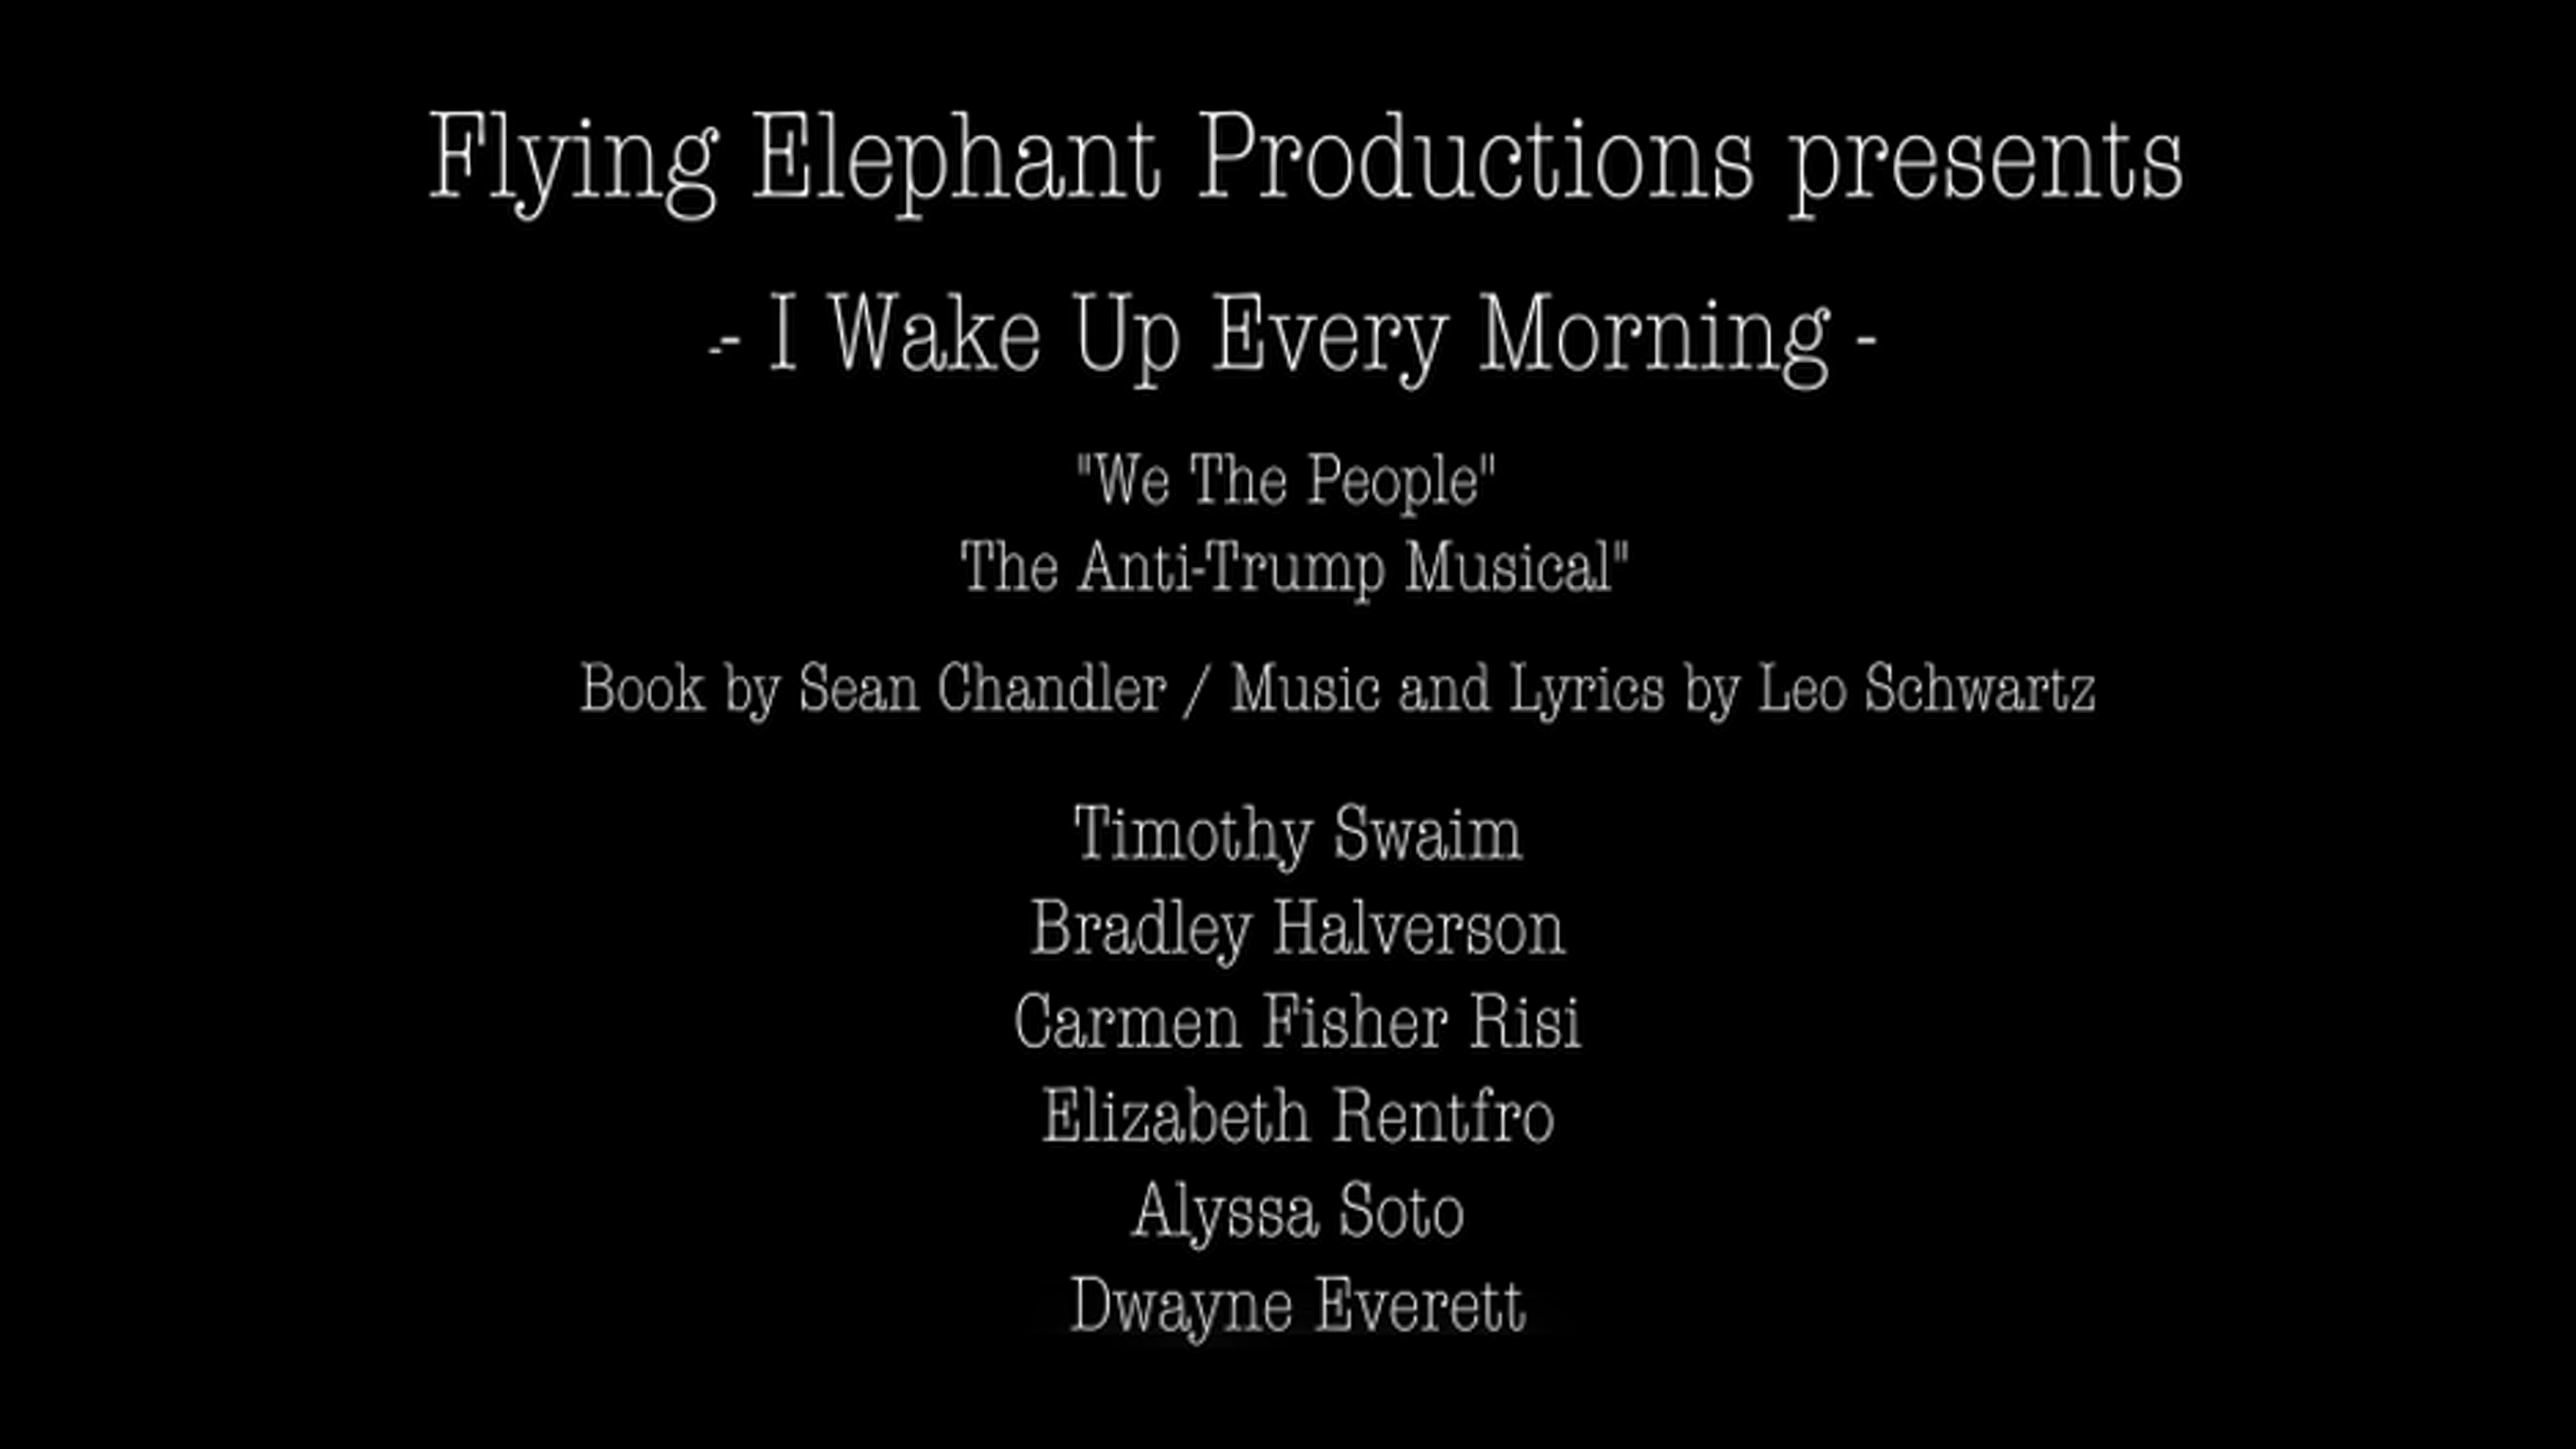 Flying Elephant Productions presents
-- I Wake Up Every Morning -
"We The People"
The Anti-Trump Musical"
Book by Sean Chandler / Music and Lyrics by Leo Schwartz
Timothy Swaim
Bradley Halverson
Carmen Fisher Risi
Elizabeth Rentfro
Alyssa Soto
Dwayne Everett